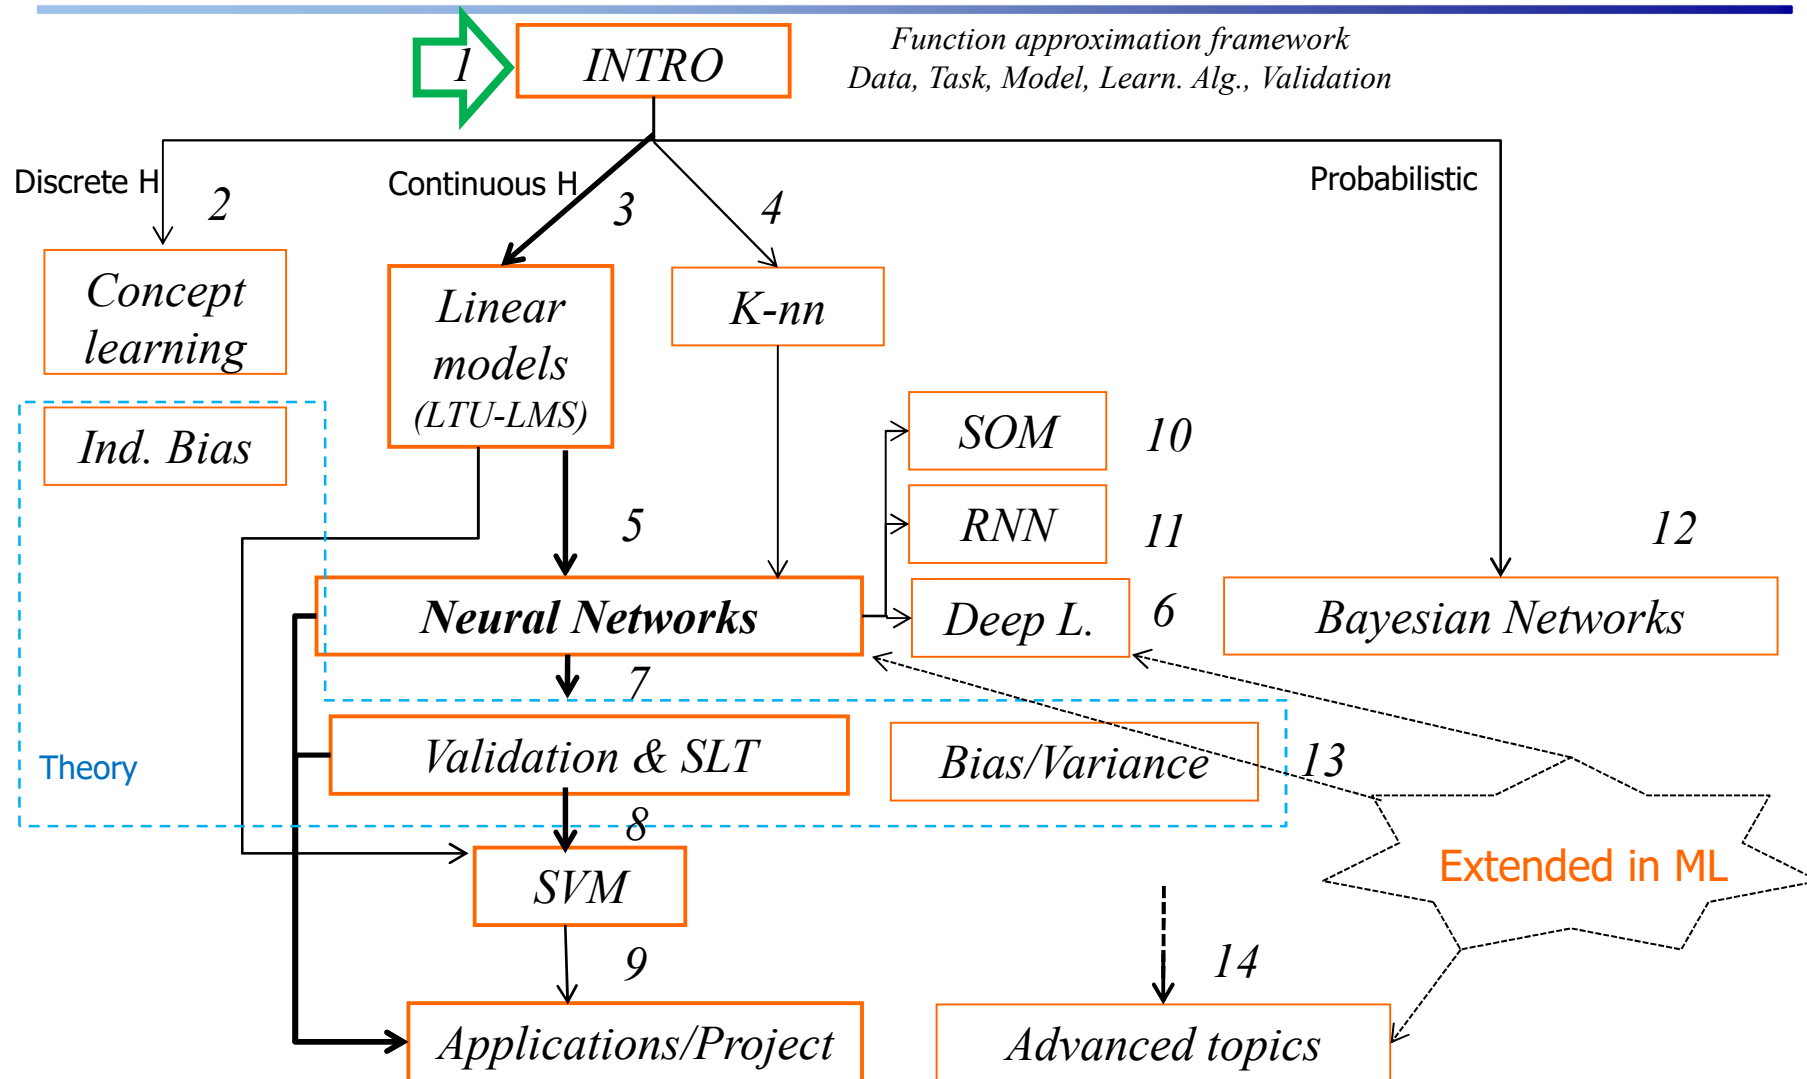 1
INTRO
Function approximation framework
Data, Task, Model, Learn. Alg., Validation
Discrete H
2
Continuous H
3
4
Probabilistic
Concept
learning
Linear
models
(LTU-LMS)
K-nn
Ind. Bias
SOM
10
RNN
11
5
12
Neural Networks
Deep L.
6
Bayesian Networks
7
Theory
Validation & SLT
Bias/Variance
13
8
SVM
Extended in ML
9
14
Applications/Project
Advanced topics